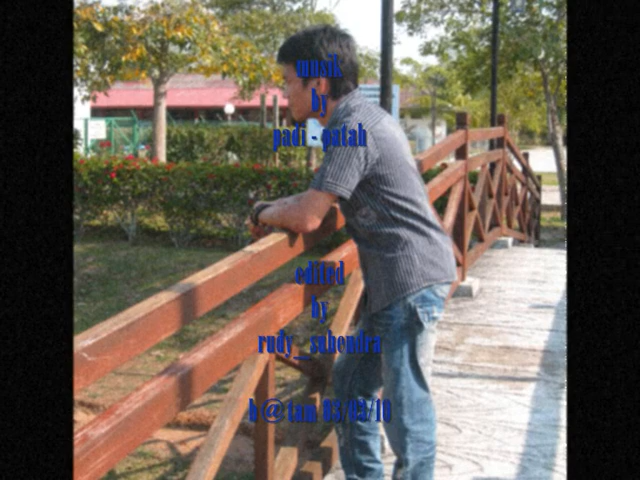 musik
by
padi - patah
edited
by
rudy_suhendra
b@tam 03/03/10